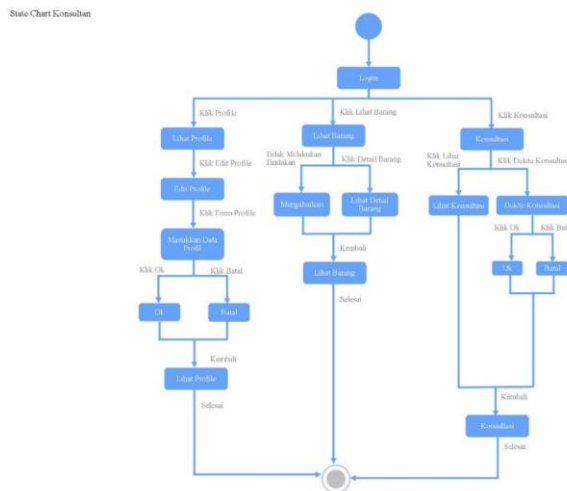 State Chart Konsultan
Login
Klik Profile
Klik Lihat Barang
Klik Konsultasi
Lihat Profile
Lihat Barang
Konsultasi
Klik Edit Profile
Tidak Melakukan
Tindakan
Klik Detail Barang
Klik Lihat
Konsultasi
Klik Delete Konsultasi
Edit Profile
Mangabaikan
Lihat Detail
Barang
Lihat Konsultasi
Delete Konsultasi
Klik Form Profile
Masukkan Data
Profil
Klik Ok
Klik Batal
Kembali
Lihat Barang
Klik Ok
Klik Batal
Ok
Batal
Selesai
Ok
Batal
Kembali
Lihat Profile
Selesai
Kembali
Konsultasi
Selesai